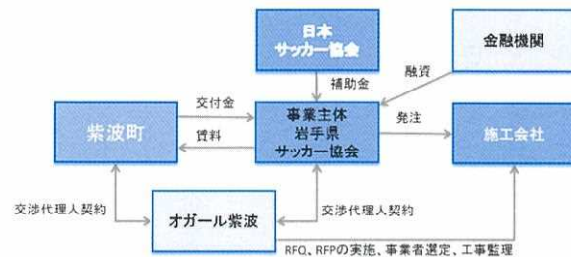 日本
サッカー協会
金融機関
補助金
融資
交付金
紫波町
事業主体
岩手県
サッカー協会
発注
施工会社
賃料
交渉代理人契約
オガール紫波
交渉代理人契約
RFQ、RFPの実施、事業者選定、工事監理